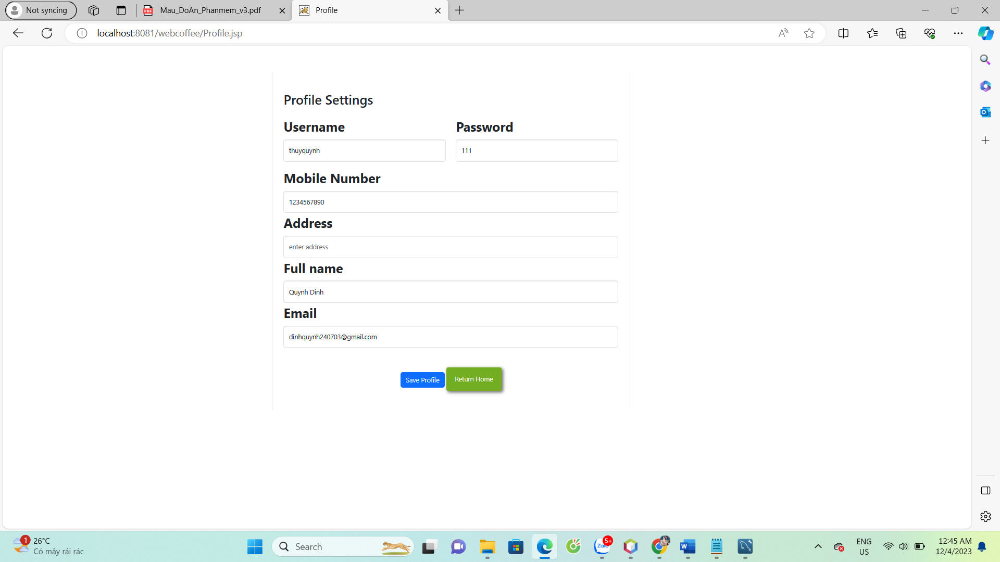 Not syncing
Mau_DoAn_Phanmem_v3.pdf
Profile
localhost:8081/webcoffee/Profile.jsp
Profile Settings
Username
Password
thuyquynh
111
Mobile Number
1234567890
Address
enter address
Full name
Quynh Dinh
Email
dinhquynh240703@gmail.com
Save Profile
Return Home
1
26°C
Có mây rải rác
Search
Zalo
5+
ENG
US
12:45 AM
12/4/2023